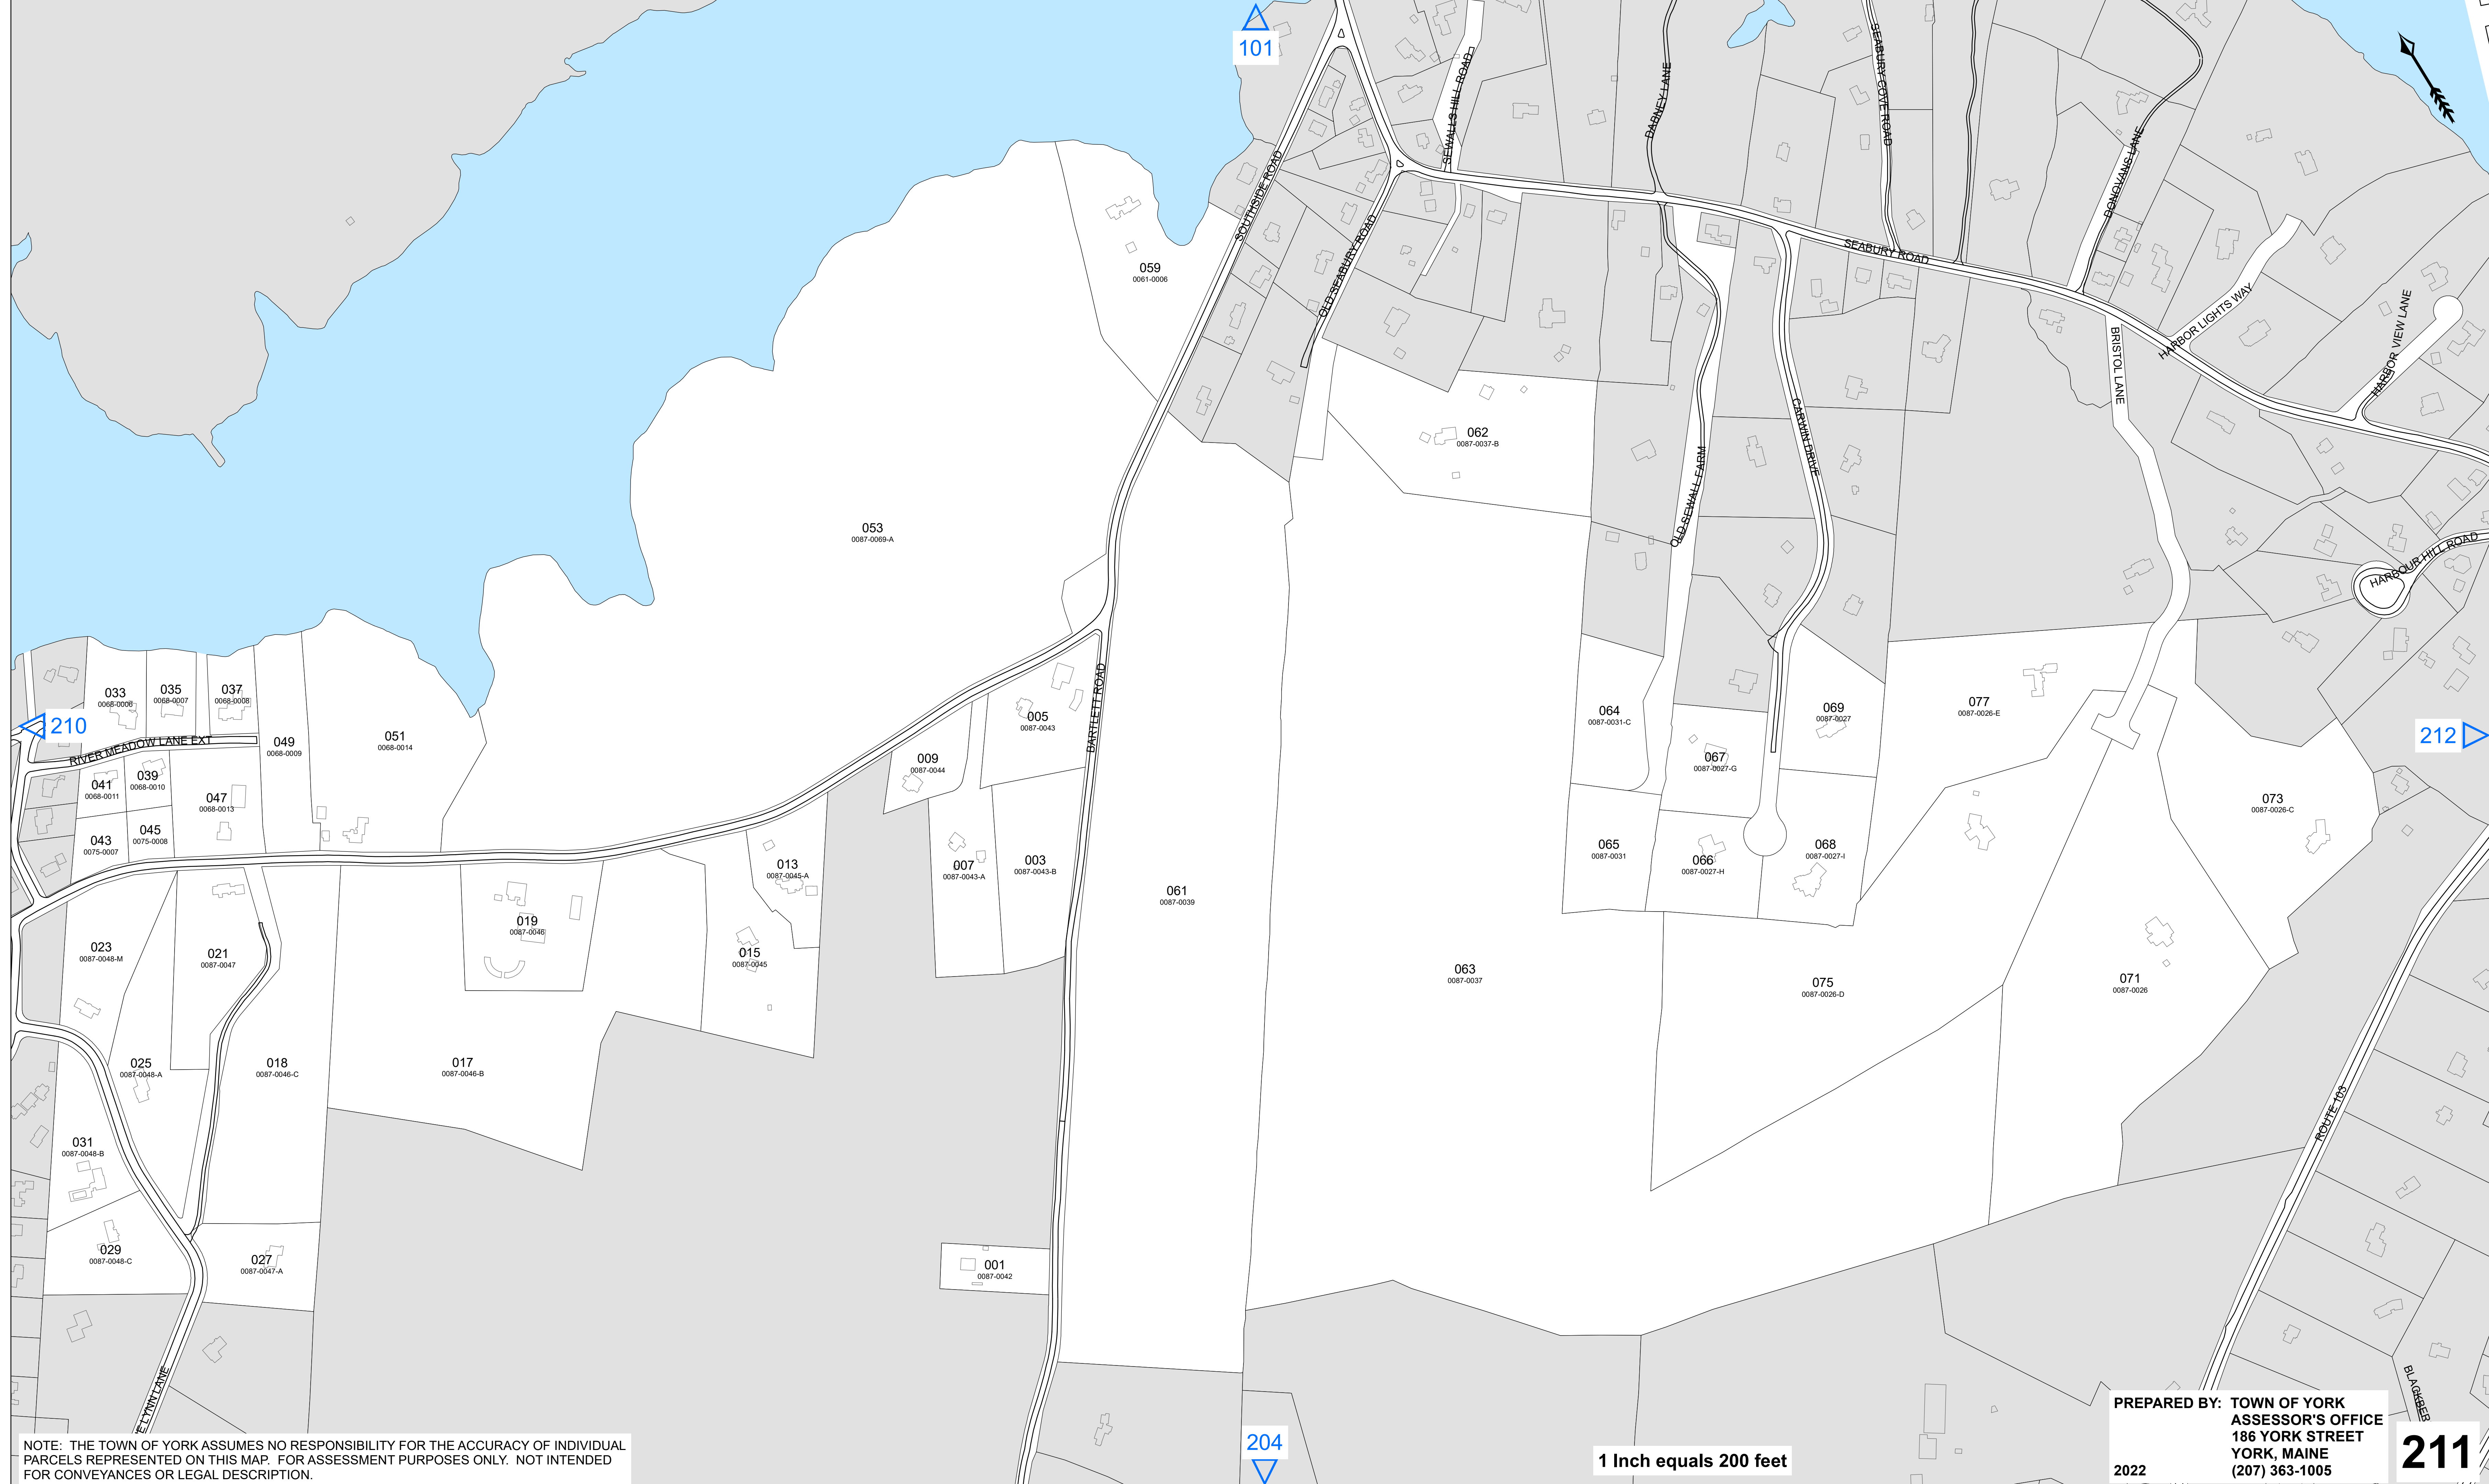 101
SEWALLS HILL ROAD
DABNEY LANE
SEABURY COVE ROAD
DONOVANS LANE
SOUTHSIDE ROAD
OLD SEABURY ROAD
SEABURY ROAD
HARBOR LIGHTS WAY
HARBOR VIEW LANE
BRISTOL LANE
059
0061-0006
062
0087-0037-B
CARWIN DRIVE
OLD SEWALL FARM
053
0087-0069-A
HARBOUR HILL ROAD
033
0068-0006
035
0068-0007
037
0068-0008
210
RIVER MEADOW LANE EXT
049
0068-0009
051
0068-0014
005
0087-0043
BARTLETT ROAD
064
0087-0031-C
069
0087-0027
077
0087-0026-E
212
009
0087-0044
067
0087-0027-G
041
0068-0011
039
0068-0010
047
0068-0013
073
0087-0026-C
043
0075-0007
045
0075-0008
013
0087-0045-A
007
0087-0043-A
003
0087-0043-B
065
0087-0031
066
0087-0027-H
068
0087-0027-I
061
0087-0039
019
0087-0046
023
0087-0048-M
021
0087-0047
015
0087-0045
063
0087-0037
075
0087-0026-D
071
0087-0026
025
0087-0048-A
018
0087-0046-C
017
0087-0046-B
031
0087-0048-B
ROUTE 103
029
0087-0048-C
027
0087-0047-A
001
0087-0042
E LYNN LANE
BLACKBER
NOTE: THE TOWN OF YORK ASSUMES NO RESPONSIBILITY FOR THE ACCURACY OF INDIVIDUAL
PARCELS REPRESENTED ON THIS MAP. FOR ASSESSMENT PURPOSES ONLY. NOT INTENDED
FOR CONVEYANCES OR LEGAL DESCRIPTION.
204
1 Inch equals 200 feet
PREPARED BY: TOWN OF YORK
ASSESSOR'S OFFICE
186 YORK STREET
YORK, MAINE
2022 (207) 363-1005
211